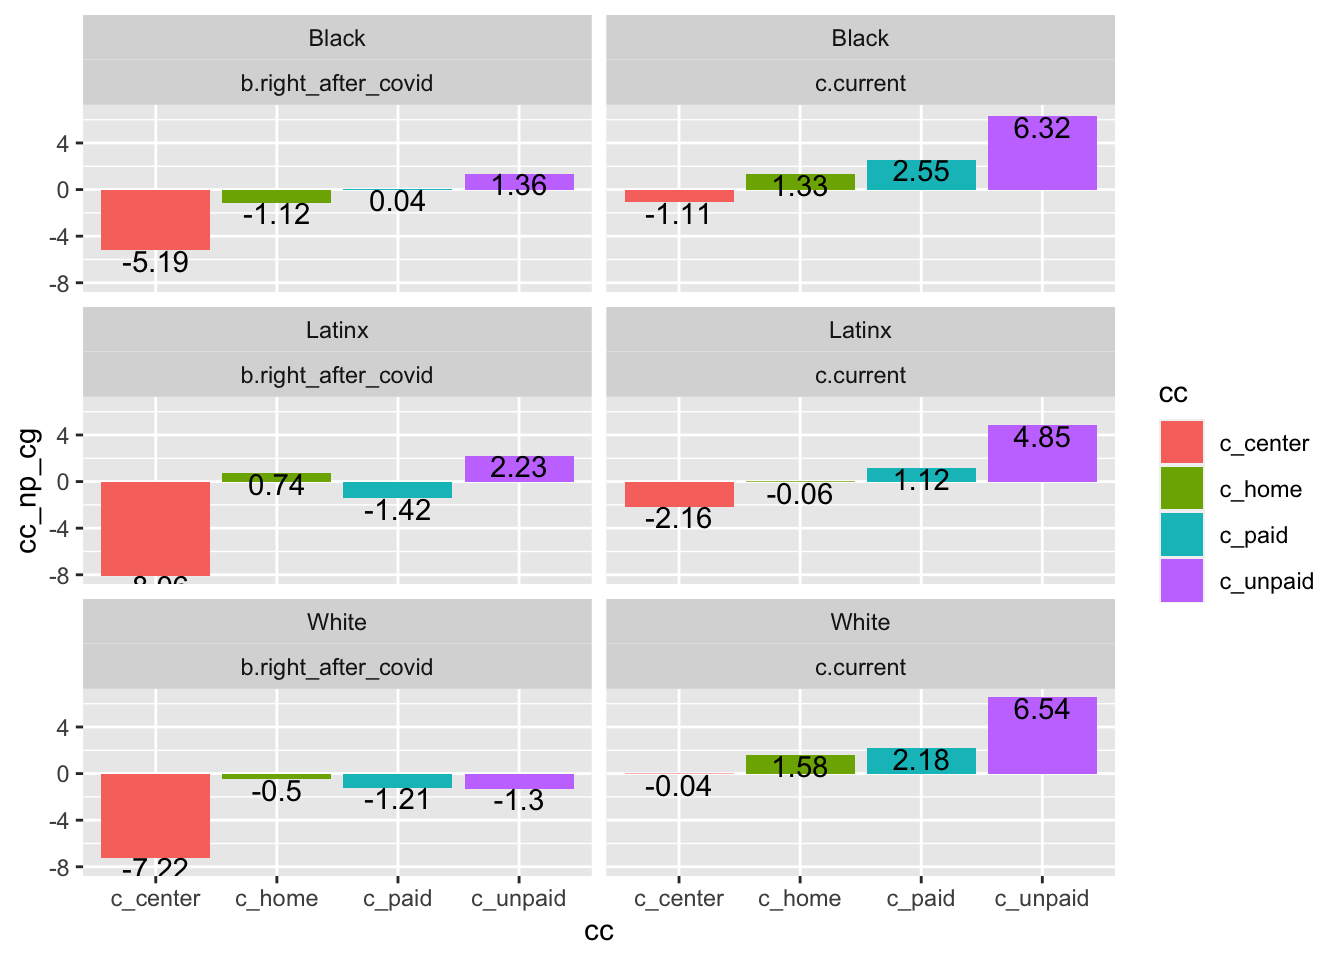 Black
Black
b.right_after_covid
c.current
4
0
-4
-8
-5.19
-1.12
0.04
1.36
-1.11
1.33
2.55
6.32
Latinx
Latinx
b.right_after_covid
c.current
4
0
-4
-8
0.74
-1.42
2.23
-2.16
-0.06
1.12
4.85
White
White
b.right_after_covid
c.current
4
0
-4
-8
-7.22
-0.5
-1.21
-1.3
-0.04
1.58
2.18
6.54
c_center
c_home
c_paid
c_unpaid
c_center
c_home
c_paid
c_unpaid
cc
cc_np_cg
cc
c_center
c_home
c_paid
c_unpaid